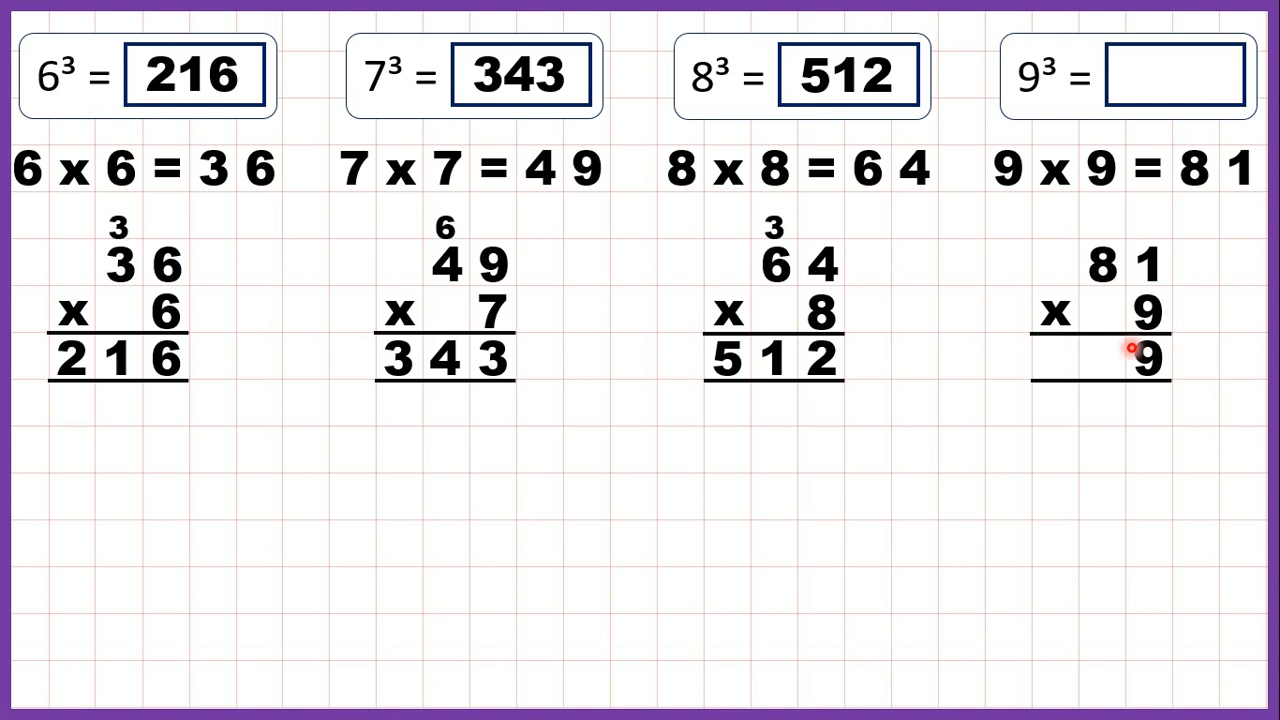 6³ = 216 7³ = 343 8³ = 512 9³ =
6 x 6 = 3 6 7 x 7 = 4 9 8 x 8 = 6 4 9 x 9 = 8 1
3 6 3
3 6 4 9 6 4 8 1
x 6 x 7 x 8 x 9
2 1 6 3 4 3 5 1 2 9